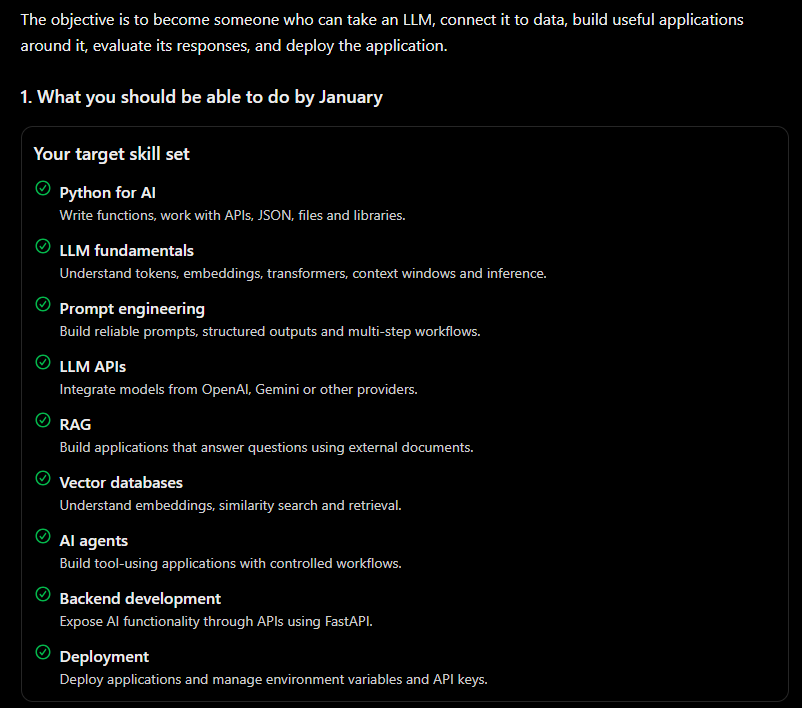 The objective is to become someone who can take an LLM, connect it to data, build useful applications
around it, evaluate its responses, and deploy the application.
1. What you should be able to do by January
Your target skill set
Python for AI
Write functions, work with APIs, JSON, files and libraries.
LLM fundamentals
Understand tokens, embeddings, transformers, context windows and inference.
Prompt engineering
Build reliable prompts, structured outputs and multi-step workflows.
LLM APIs
Integrate models from OpenAI, Gemini or other providers.
RAG
Build applications that answer questions using external documents.
Vector databases
Understand embeddings, similarity search and retrieval.
AI agents
Build tool-using applications with controlled workflows.
Backend development
Expose AI functionality through APIs using FastAPI.
Deployment
Deploy applications and manage environment variables and API keys.